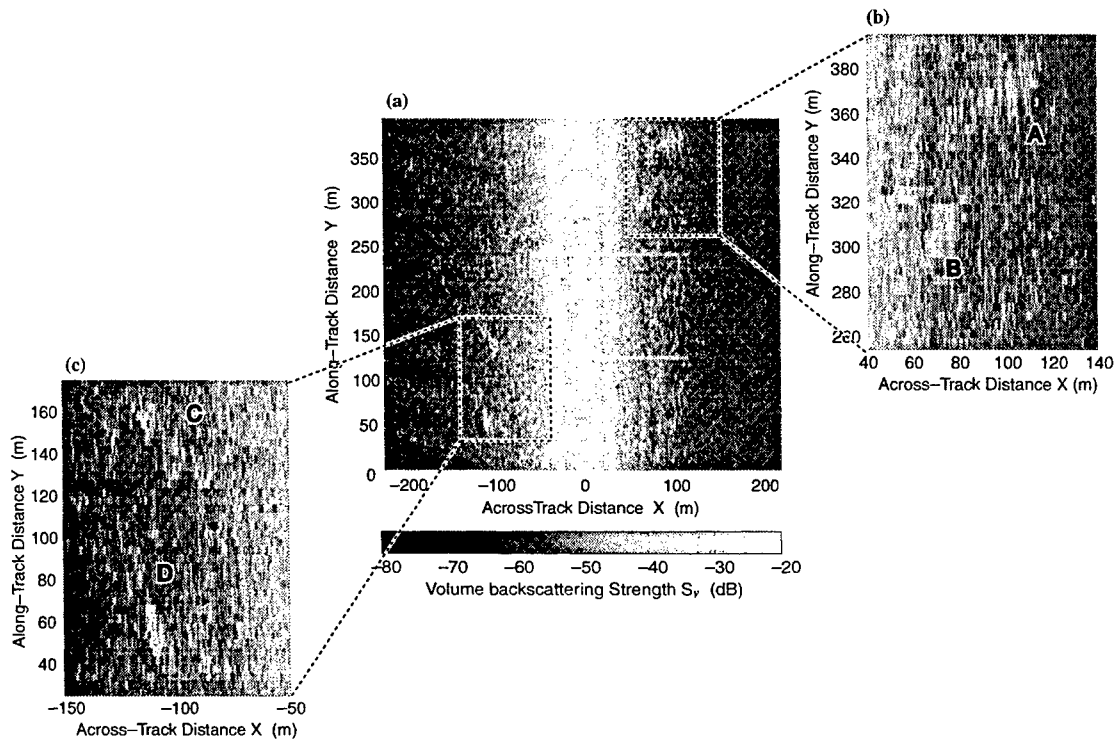 (b)
Along–Track Distance Y (m)
380
360
340
320
300
280
260
A
B
40 60 80 100 120 140
Across–Track Distance X (m)
(a)
Along–Track Distance Y (m)
350
300
250
200
150
100
50
0
−200 −100 0 100 200
AcrossTrack Distance X (m)
−80 −70 −60 −50 −40 −30 −20
Volume backscattering Strength Sv (dB)
(c)
Along–Track Distance Y (m)
160
140
120
100
80
60
40
C
D
−150 −100 −50
Across–Track Distance X (m)